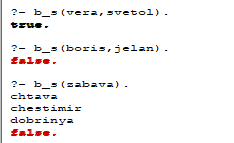 ?- b_s(vera,svetol).
true.
?- b_s(boris,jelan).
false.
?- b_s(zabava).
chtava
chestimir
dobrinya
false.